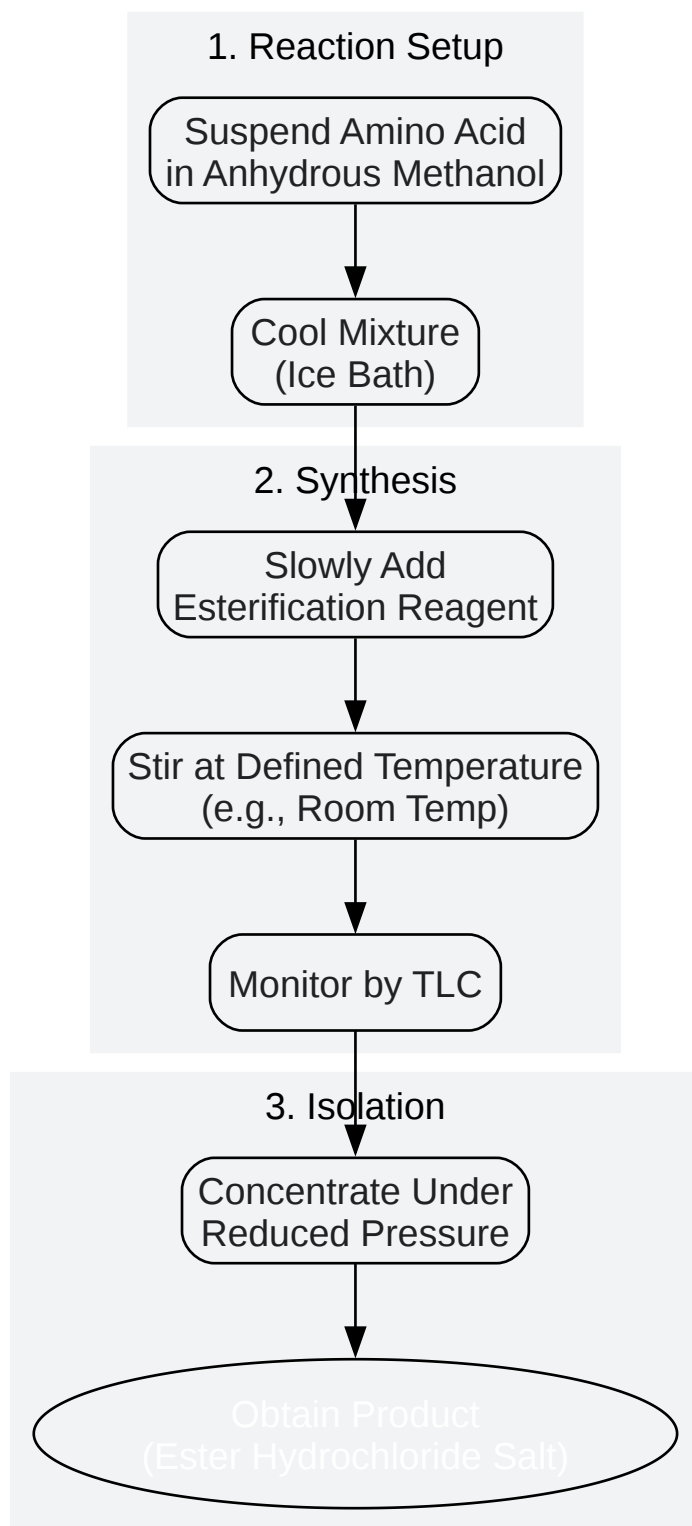 1. Reaction Setup
Suspend Amino Acid
in Anhydrous Methanol
Cool Mixture
(Ice Bath)
2. Synthesis
Slowly Add
Esterification Reagent
Stir at Defined Temperature
(e.g., Room Temp)
Monitor by TLC
3. Isolation
Concentrate Under
Reduced Pressure
Obtain Product
(Ester Hydrochloride Salt)